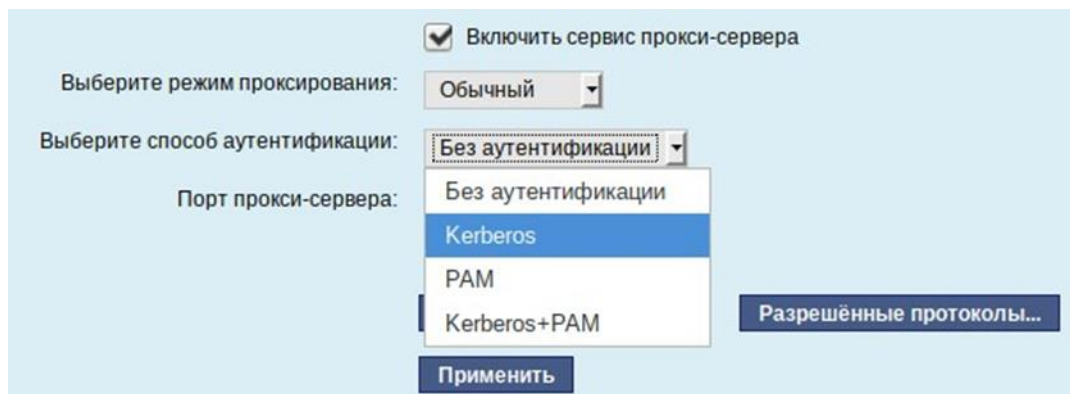 Включить сервис прокси-сервера
Выберите режим проксирования:
Обычный
Выберите способ аутентификации:
Без аутентификации
Порт прокси-сервера:
Без аутентификации
Kerberos
PAM
Kerberos+PAM
Разрешённые протоколы...
Применить